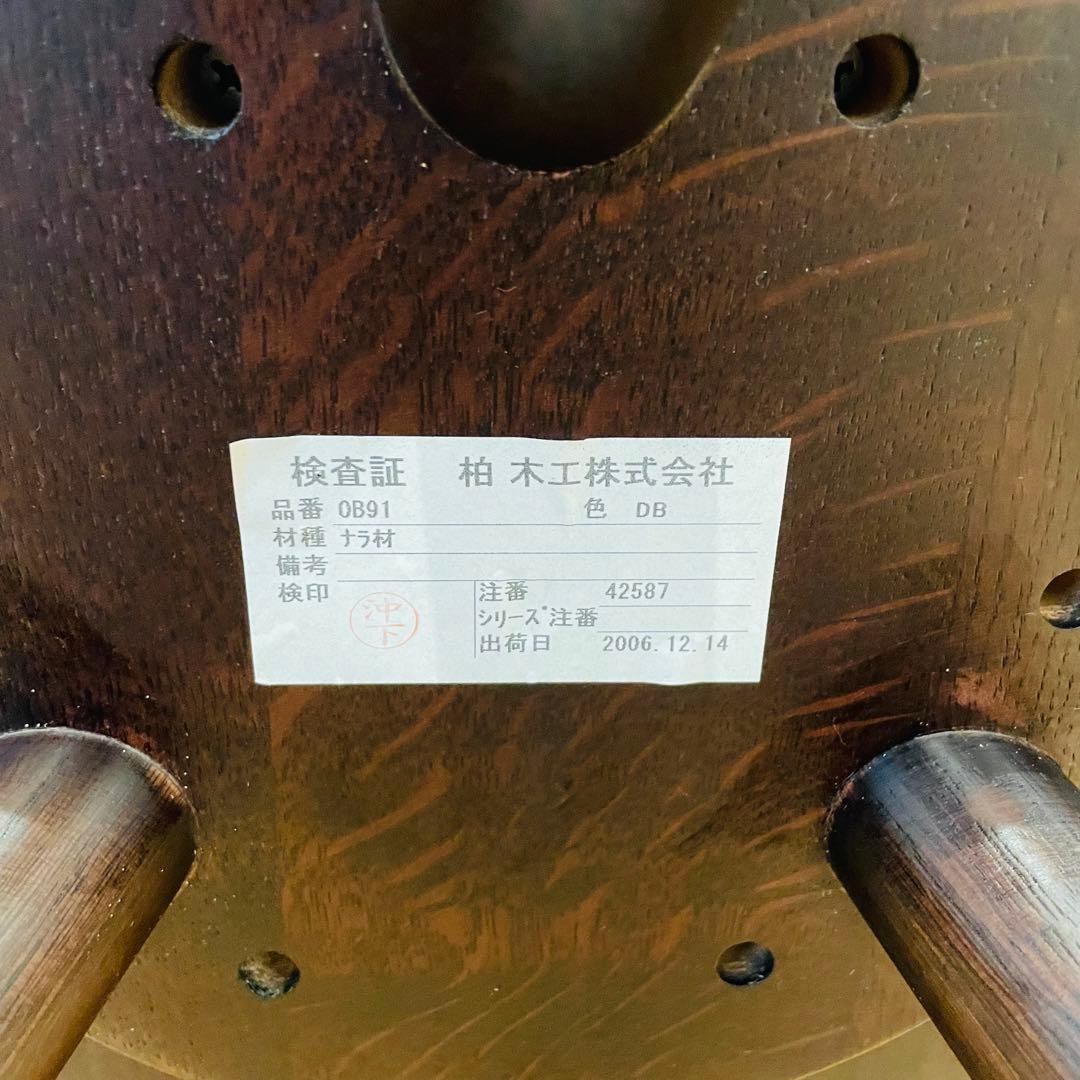 検査証 柏木工株式会社
品番 OB91 色 DB
材種 ナラ材
備考
検印 沖下
注番 42587
シリーズ注番
出荷日 2006.12.14